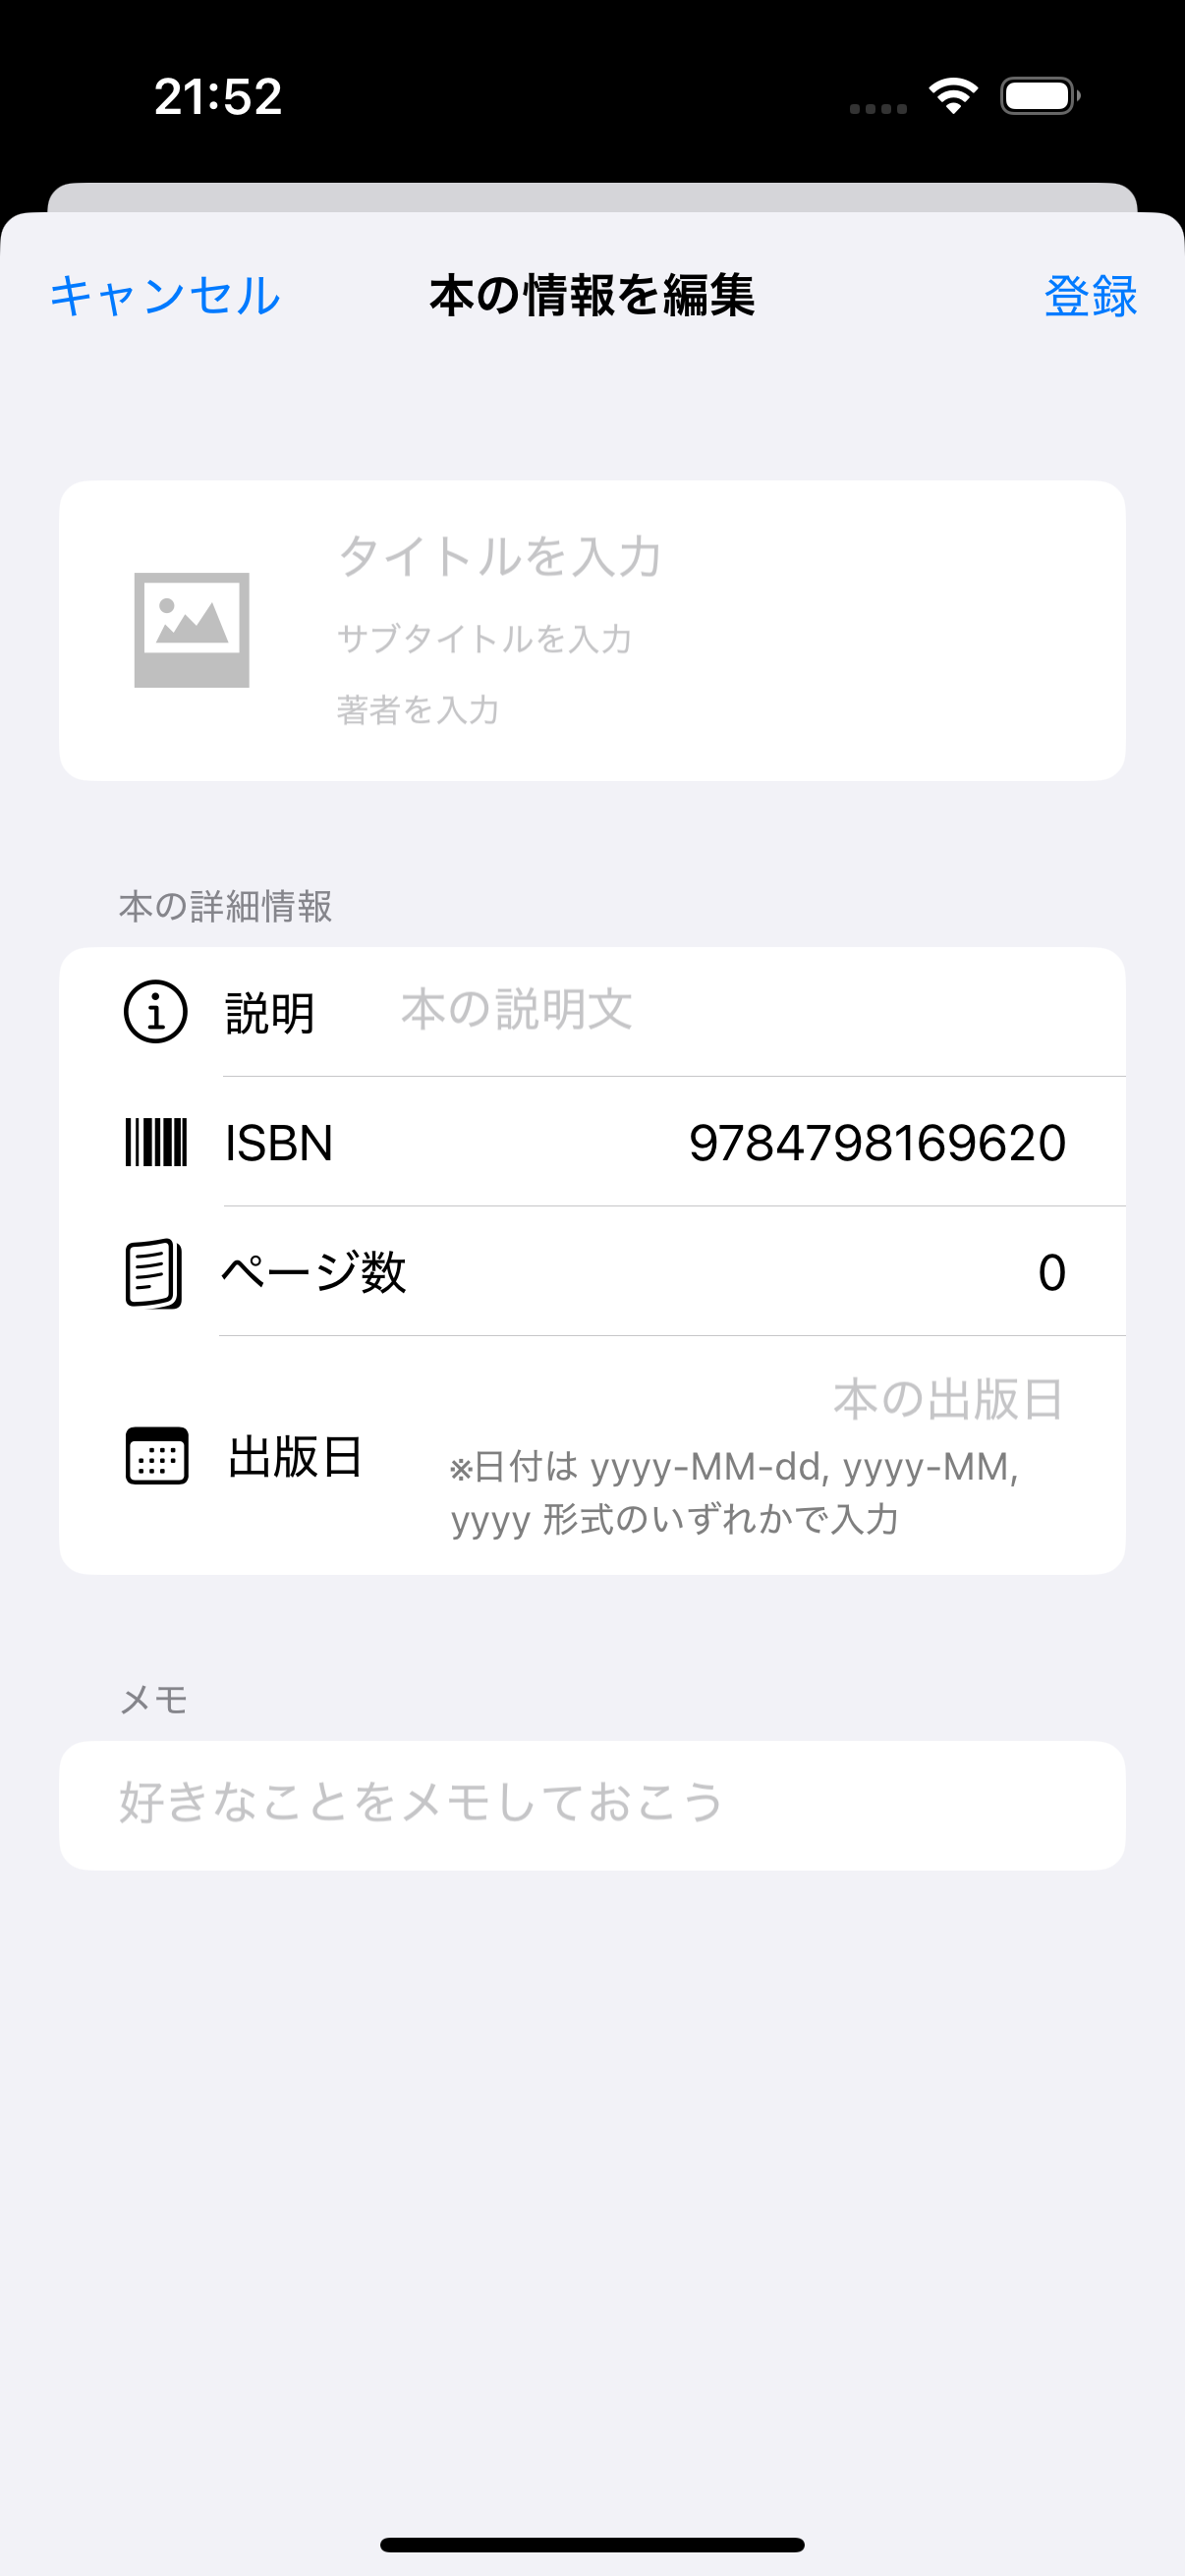 21:52
キャンセル 本の情報を編集 登録
タイトルを入力
サブタイトルを入力
著者を入力
本の詳細情報
説明 本の説明文
ISBN 9784798169620
ページ数 0
本の出版日
出版日
※日付は yyyy-MM-dd, yyyy-MM,
yyyy 形式のいずれかで入力
メモ
好きなことをメモしておこう